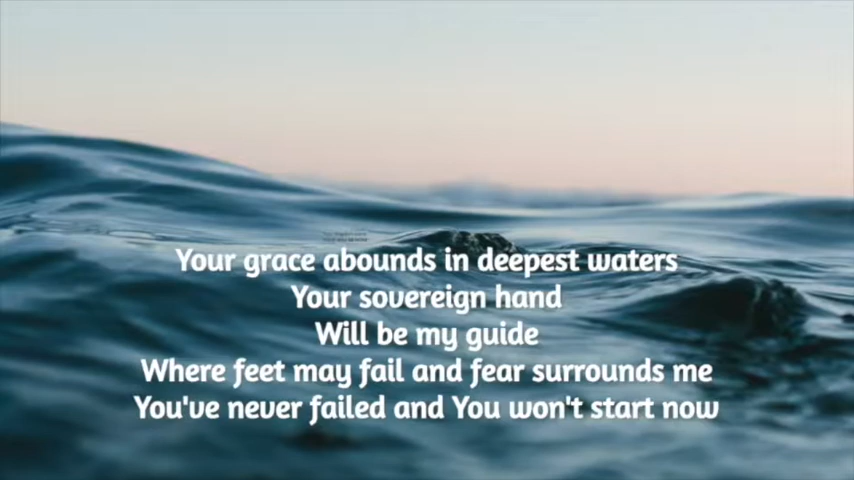 Your grace abounds in deepest waters
Your sovereign hand
Will be my guide
Where feet may fail and fear surrounds me
You've never failed and You won't start now